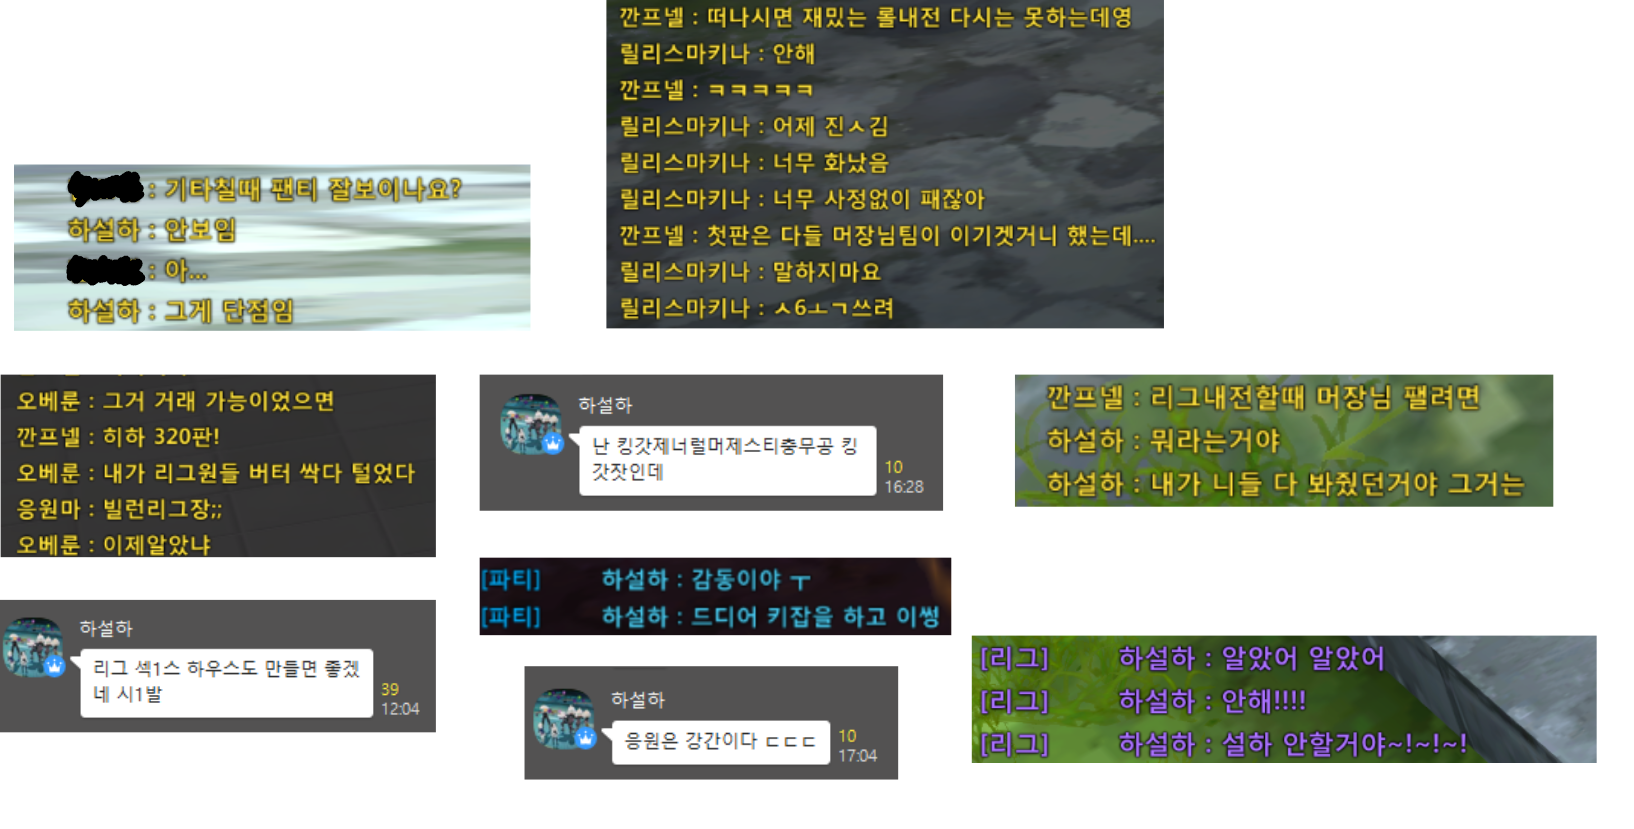 깐프넬 : 떠나시면 재밌는 롤내전 다시는 못하는데영
릴리스마키나 : 안해
깐프넬 : ㅋㅋㅋㅋㅋ
릴리스마키나 : 어제 진ㅅ김
릴리스마키나 : 너무 화났음
릴리스마키나 : 너무 사정없이 패잖아
깐프넬 : 첫판은 다들 머장님팀이 이기겟거니 했는데....
릴리스마키나 : 말하지마요
릴리스마키나 : ㅅ6ㅗㄱ쓰려
: 기타칠때 팬티 잘보이나요?
하설하 : 안보임
: 아...
하설하 : 그게 단점임
오베룬 : 그거 거래 가능이었으면
깐프넬 : 히하 320판!
오베룬 : 내가 리그원들 버터 싹다 털었다
응원마 : 빌런리그장;;
오베룬 : 이제알았냐
하설하
난 킹갓제너럴머제스티충무공 킹
갓잣인데
10
16:28
깐프넬 : 리그내전할때 머장님 팰려면
하설하 : 뭐라는거야
하설하 : 내가 니들 다 봐줬던거야 그거는
[파티] 하설하 : 감동이야 ㅜ
[파티] 하설하 : 드디어 키잡을 하고 이씽
하설하
리그 섹1스 하우스도 만들면 좋겠
네 시1발
39
12:04
하설하
응원은 강간이다 ㄷㄷㄷ
10
17:04
[리그] 하설하 : 알았어 알았어
[리그] 하설하 : 안해!!!!
[리그] 하설하 : 설하 안할거야~!~!~!